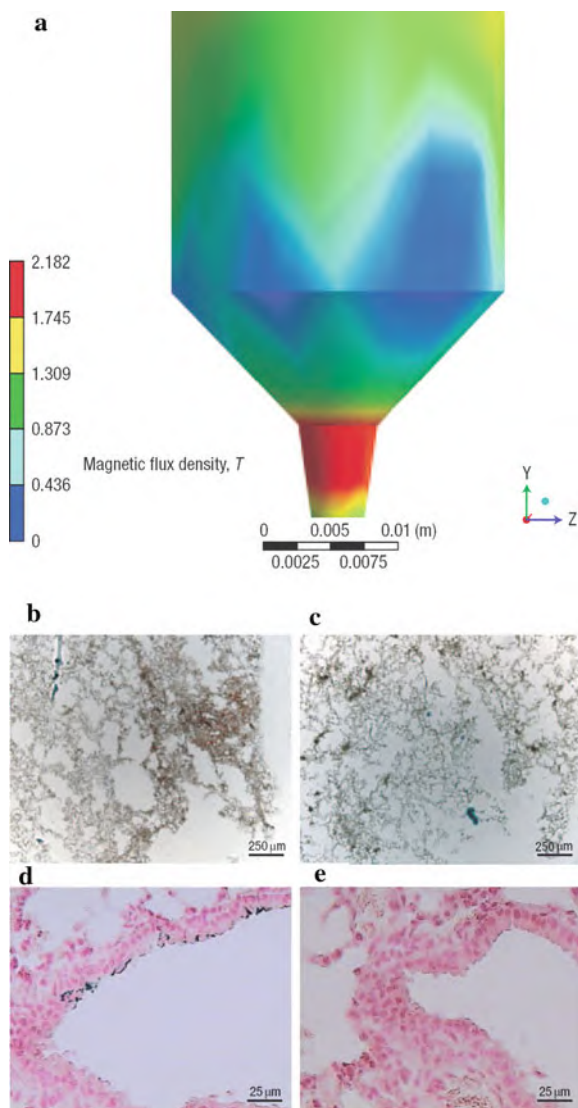 a
2.182
1.745
1.309
0.873
0.436
0
Magnetic flux density, T
Y
Z
0 0.005 0.01 (m)
0.0025 0.0075
b
c
250 μm
250 μm
d
e
25 μm
25 μm